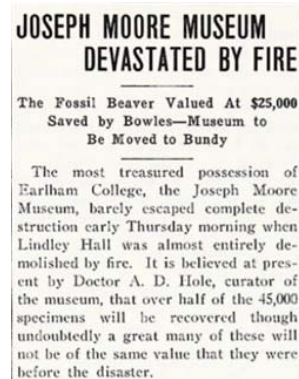 JOSEPH MOORE MUSEUM
DEVASTATED BY FIRE
The Fossil Beaver Valued At $25,000
Saved by Bowles—Museum to
Be Moved to Bundy
The most treasured possession of
Earlham College, the Joseph Moore
Museum, barely escaped complete de-
struction early Thursday morning when
Lindley Hall was almost entirely de-
molished by fire. It is believed at pres-
ent by Doctor A. D. Hole, curator of
the museum, that over half of the 45,000
specimens will be recovered though
undoubtedly a great many of these will
not be of the same value that they were
before the disaster.